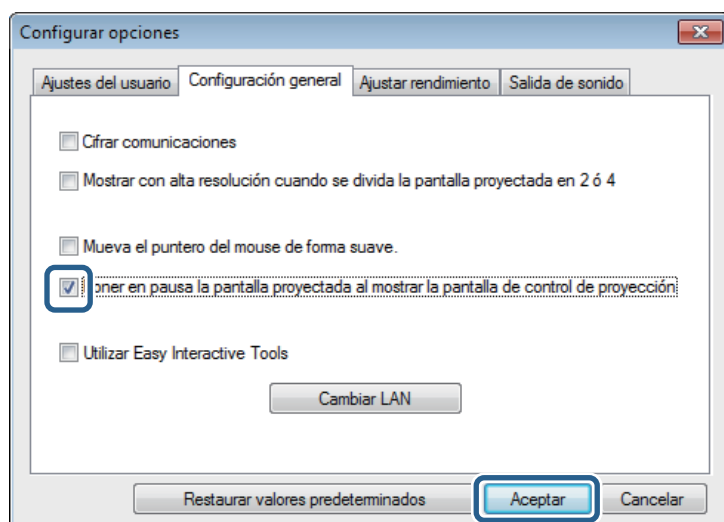 Configurar opciones
Ajustes del usuario Configuración general Ajustar rendimiento Salida de sonido
Cifrar comunicaciones
Mostrar con alta resolución cuando se divida la pantalla proyectada en 2 ó 4
Mueva el puntero del mouse de forma suave.
oner en pausa la pantalla proyectada al mostrar la pantalla de control de proyección
Utilizar Easy Interactive Tools
Cambiar LAN
Restaurar valores predeterminados Aceptar Cancelar